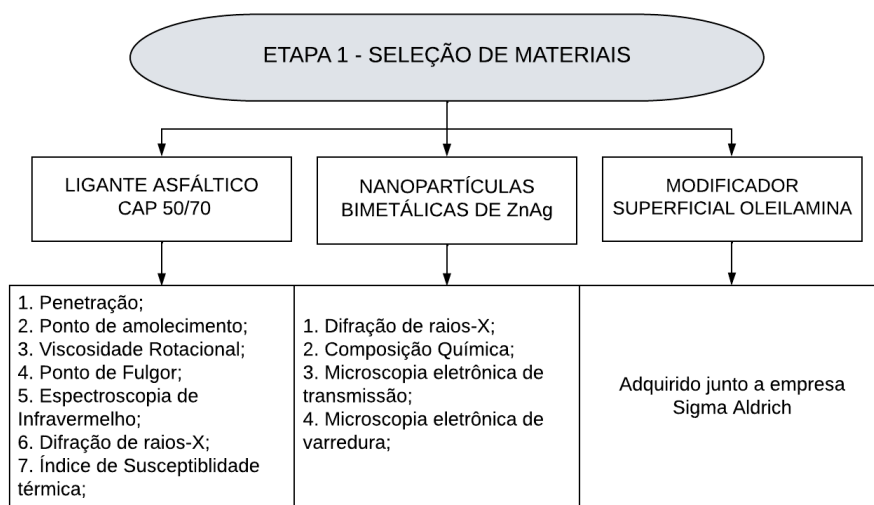 ETAPA 1 - SELEÇÃO DE MATERIAIS
LIGANTE ASFÁLTICO
CAP 50/70
NANOPARTÍCULAS
BIMETÁLICAS DE ZnAg
MODIFICADOR
SUPERFICIAL OLEILAMINA
1. Penetração;
2. Ponto de amolecimento;
3. Viscosidade Rotacional;
4. Ponto de Fulgor;
5. Espectroscopia de
Infravermelho;
6. Difração de raios-X;
7. Índice de Susceptiblidade
térmica;
1. Difração de raios-X;
2. Composição Química;
3. Microscopia eletrônica de
transmissão;
4. Microscopia eletrônica de
varredura;
Adquirido junto a empresa
Sigma Aldrich